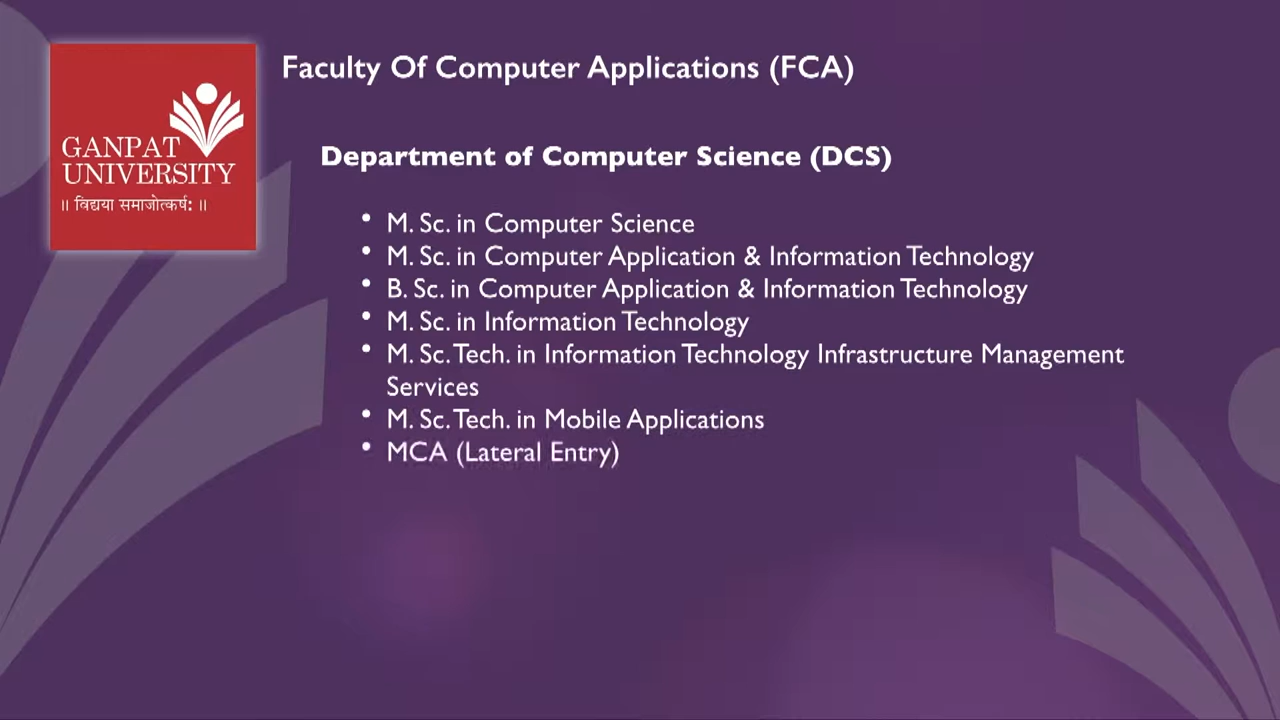 Faculty Of Computer Applications (FCA)
GANPAT
UNIVERSITY
॥ विद्यया समाजोत्कर्षः ॥
Department of Computer Science (DCS)
• M. Sc. in Computer Science
• M. Sc. in Computer Application & Information Technology
• B. Sc. in Computer Application & Information Technology
• M. Sc. in Information Technology
• M. Sc. Tech. in Information Technology Infrastructure Management
Services
• M. Sc. Tech. in Mobile Applications
• MCA (Lateral Entry)